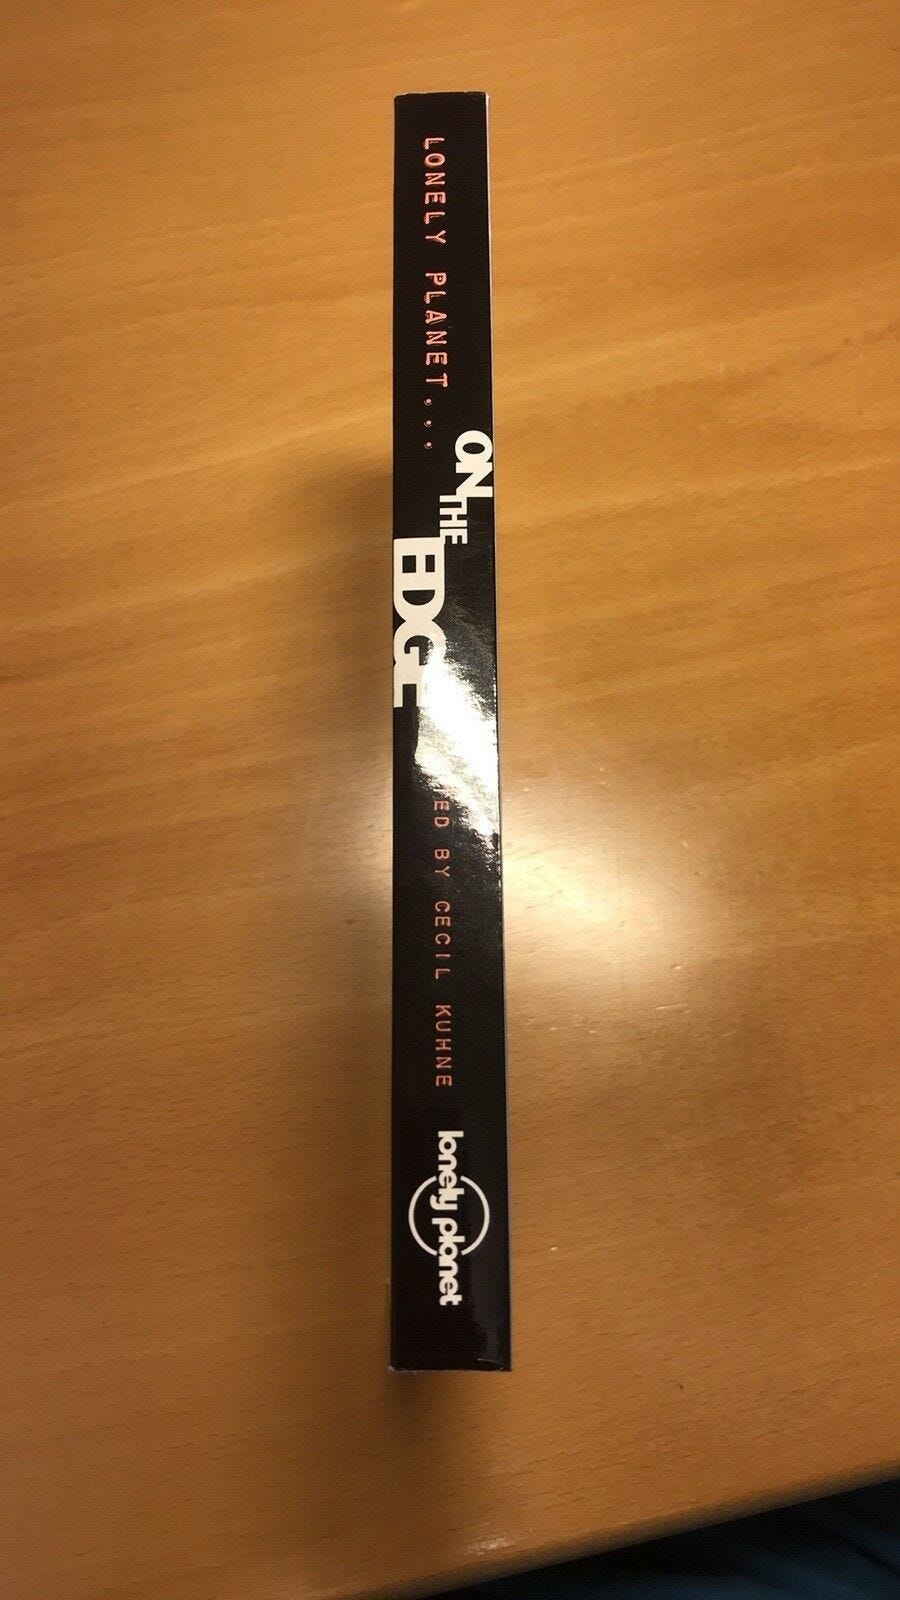 LONELY PLANET...
ON
THE
EDGE
ED BY CECIL KUHNE
lonely planet